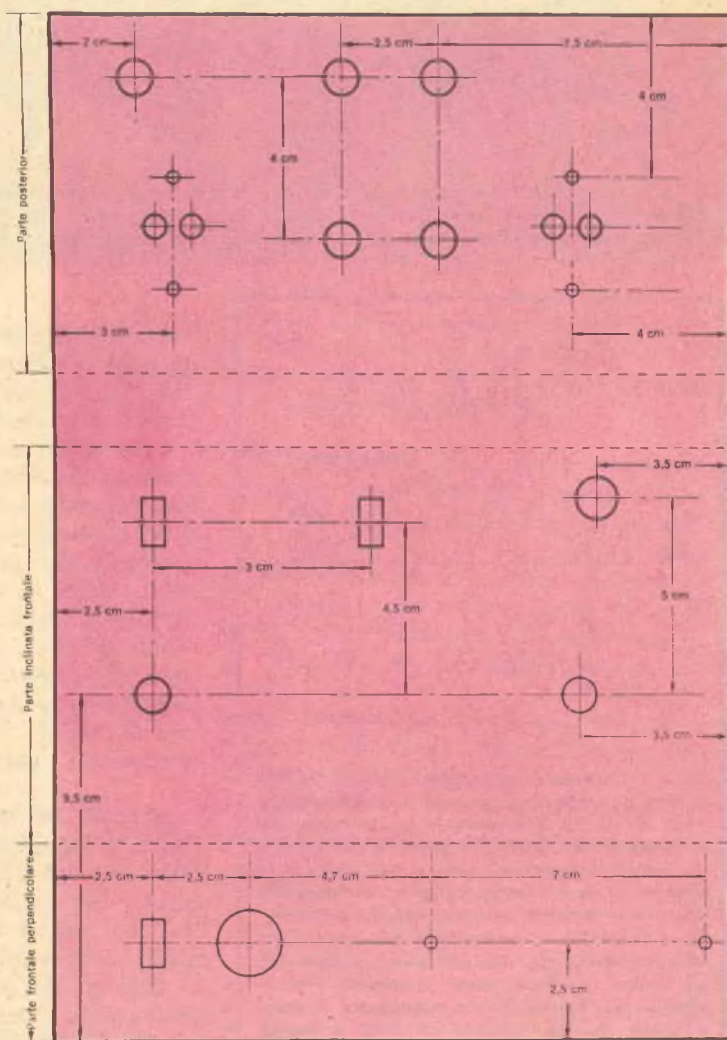 7 cm
2,5 cm
7,5 cm
4 cm
4 cm
Parte posteriore
3 cm
4 cm
3,5 cm
3 cm
4,5 cm
5 cm
2,5 cm
Parte inclinata frontale
3,5 cm
9,5 cm
2,5 cm
2,5 cm
4,7 cm
7 cm
Parte frontale perpendicolare
2,5 cm